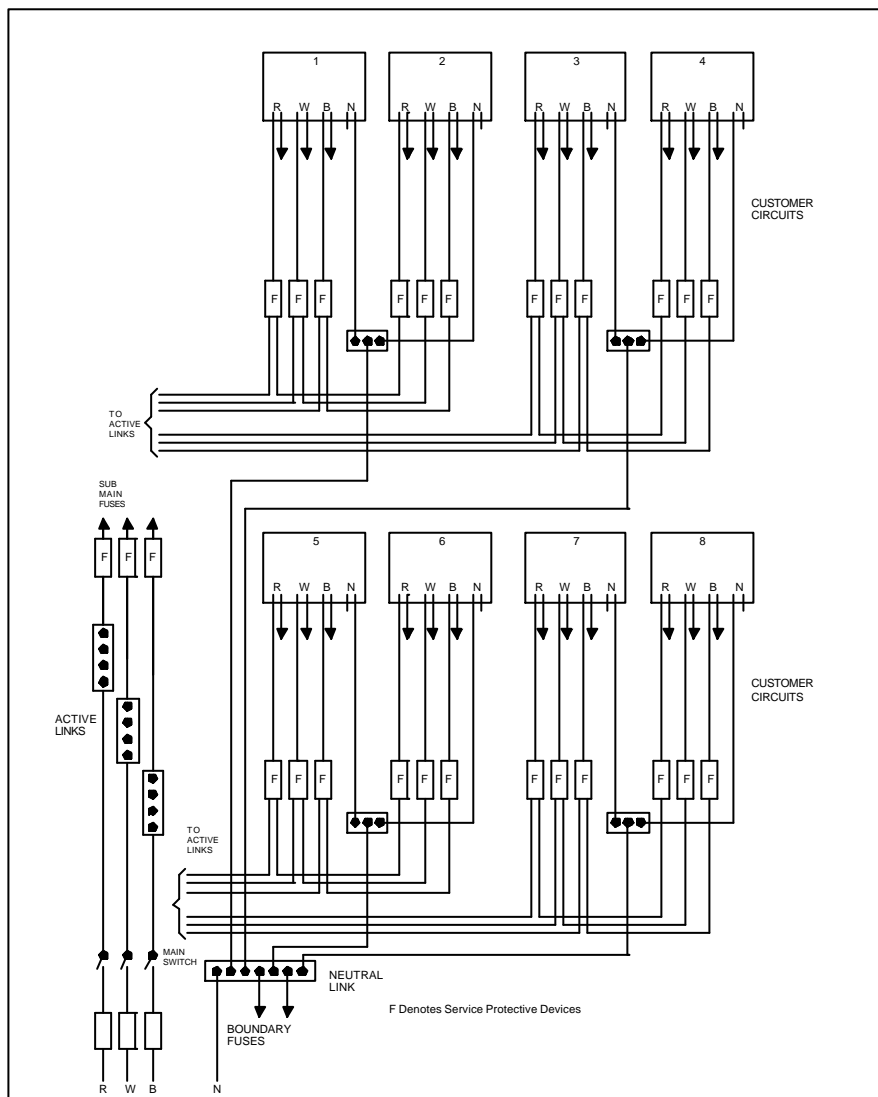 1 2 3 4
R W B N R W B N R W B N R W B N
CUSTOMER
CIRCUITS
F F F F F F F F F F F F
TO
ACTIVE
LINKS
SUB
MAIN
FUSES
F F F
5 6 7 8
R W B N R W B N R W B N R W B N
CUSTOMER
CIRCUITS
ACTIVE
LINKS
F F F F F F F F F F F F
TO
ACTIVE
LINKS
MAIN
SWITCH
NEUTRAL
LINK
F Denotes Service Protective Devices
BOUNDARY
FUSES
R W B N